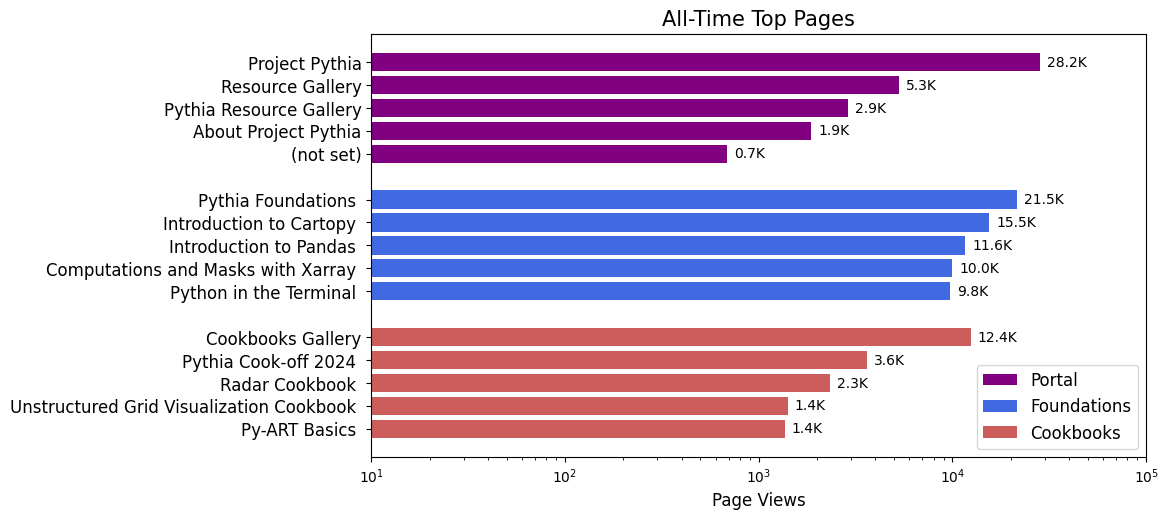 All-Time Top Pages
Project Pythia 28.2K
Resource Gallery 5.3K
Pythia Resource Gallery 2.9K
About Project Pythia 1.9K
(not set) 0.7K
Pythia Foundations 21.5K
Introduction to Cartopy 15.5K
Introduction to Pandas 11.6K
Computations and Masks with Xarray 10.0K
Python in the Terminal 9.8K
Cookbooks Gallery 12.4K
Pythia Cook-off 2024 3.6K
Radar Cookbook 2.3K
Unstructured Grid Visualization Cookbook 1.4K
Py-ART Basics 1.4K
Portal
Foundations
Cookbooks
10¹ 10² 10³ 10⁴ 10⁵
Page Views